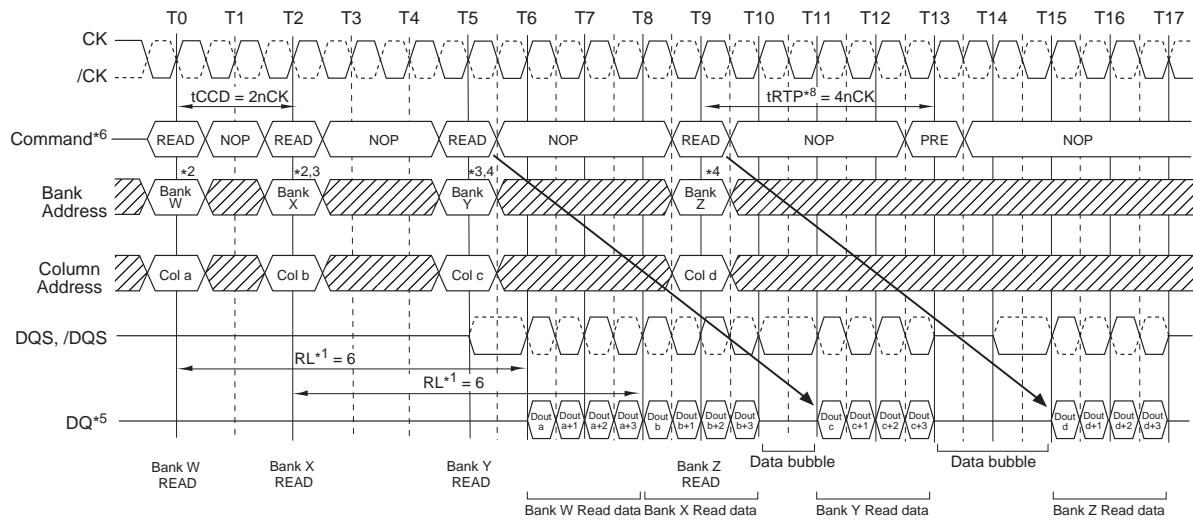 T0 T1 T2 T3 T4 T5 T6 T7 T8 T9 T10 T11 T12 T13 T14 T15 T16 T17
CK
/CK
tCCD = 2nCK
tRTP*8 = 4nCK
Command*6 READ NOP READ NOP READ NOP READ NOP PRE NOP
*2 *2,3 *3,4 *4
Bank Address
Bank W
Bank X
Bank Y
Bank Z
Column Address
Col a Col b Col c Col d
DQS, /DQS
RL*1 = 6
RL*1 = 6
DQ*5
Dout a
Dout a+1
Dout a+2
Dout a+3
Dout b
Dout b+1
Dout b+2
Dout b+3
Dout c
Dout c+1
Dout c+2
Dout c+3
Dout d
Dout d+1
Dout d+2
Dout d+3
Bank W READ
Bank X READ
Bank Y READ
Bank Z READ
Data bubble
Data bubble
Bank W Read data
Bank X Read data
Bank Y Read data
Bank Z Read data